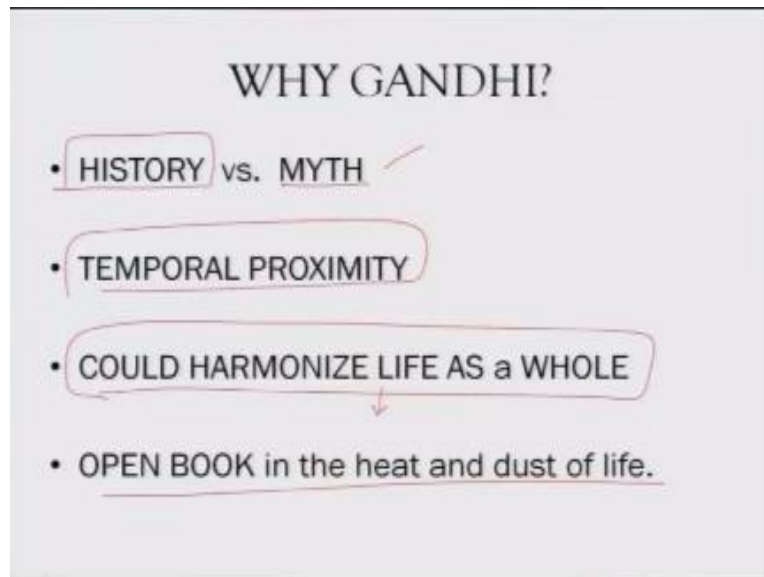 WHY GANDHI?
• HISTORY vs. MYTH
• TEMPORAL PROXIMITY
• COULD HARMONIZE LIFE AS a WHOLE
• OPEN BOOK in the heat and dust of life.